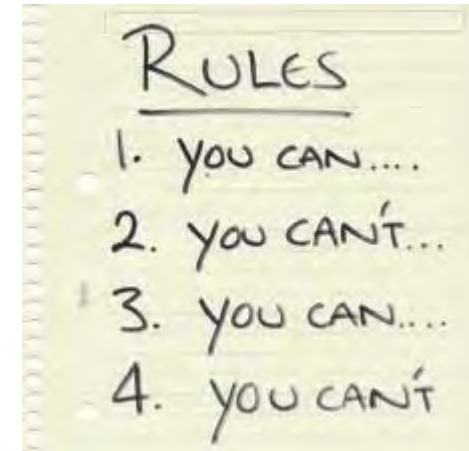 RULES
1. YOU CAN....
2. YOU CAN'T...
3. YOU CAN....
4. YOU CAN'T